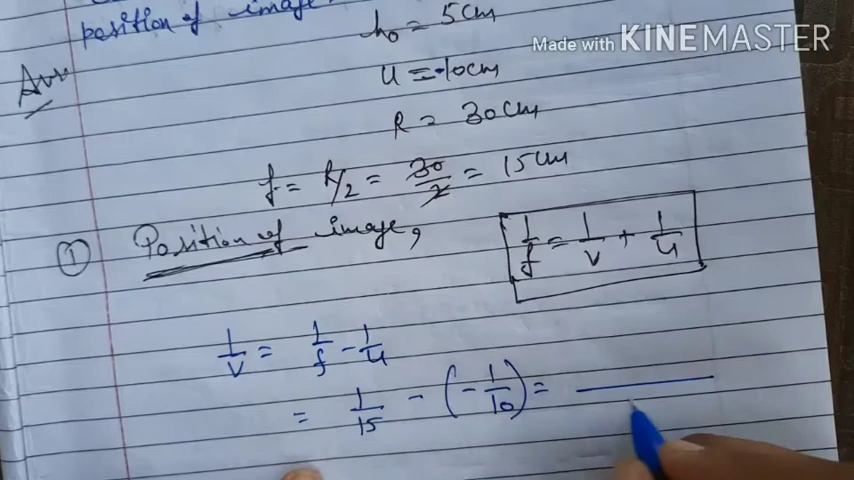 position of image.
Made with KINEMASTER
Ans
h₀ = 5cm
u = -10cm
R = 30cm
f = R/2 = 30/2 = 15cm
① Position of image,
1/f = 1/v + 1/u
1/v = 1/f - 1/u
= 1/15 - (-1/10) =